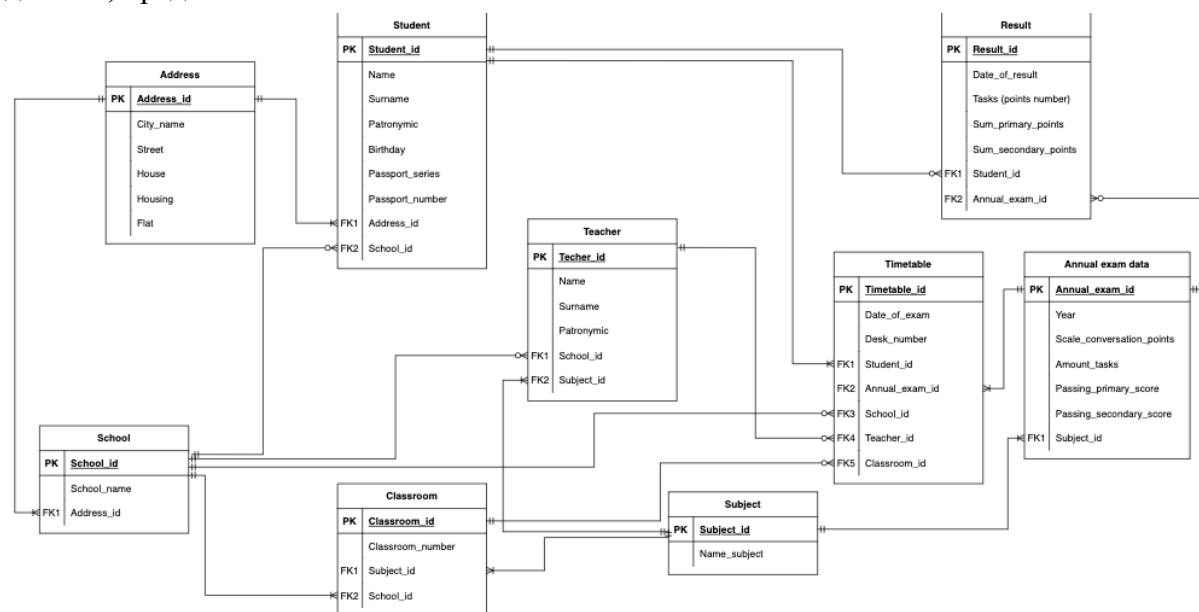 Student
PK Student_id
Name
Surname
Patronymic
Birthday
Passport_series
Passport_number
FK1 Address_id
FK2 School_id
Result
PK Result_id
Date_of_result
Tasks (points number)
Sum_primary_points
Sum_secondary_points
FK1 Student_id
FK2 Annual_exam_id
Address
PK Address_id
City_name
Street
House
Housing
Flat
Teacher
PK Techer_id
Name
Surname
Patronymic
FK1 School_id
FK2 Subject_id
Timetable
PK Timetable_id
Date_of_exam
Desk_number
FK1 Student_id
FK2 Annual_exam_id
FK3 School_id
FK4 Teacher_id
FK5 Classroom_id
Annual exam data
PK Annual_exam_id
Year
Scale_conversation_points
Amount_tasks
Passing_primary_score
Passing_secondary_score
FK1 Subject_id
School
PK School_id
School_name
FK1 Address_id
Classroom
PK Classroom_id
Classroom_number
FK1 Subject_id
FK2 School_id
Subject
PK Subject_id
Name_subject